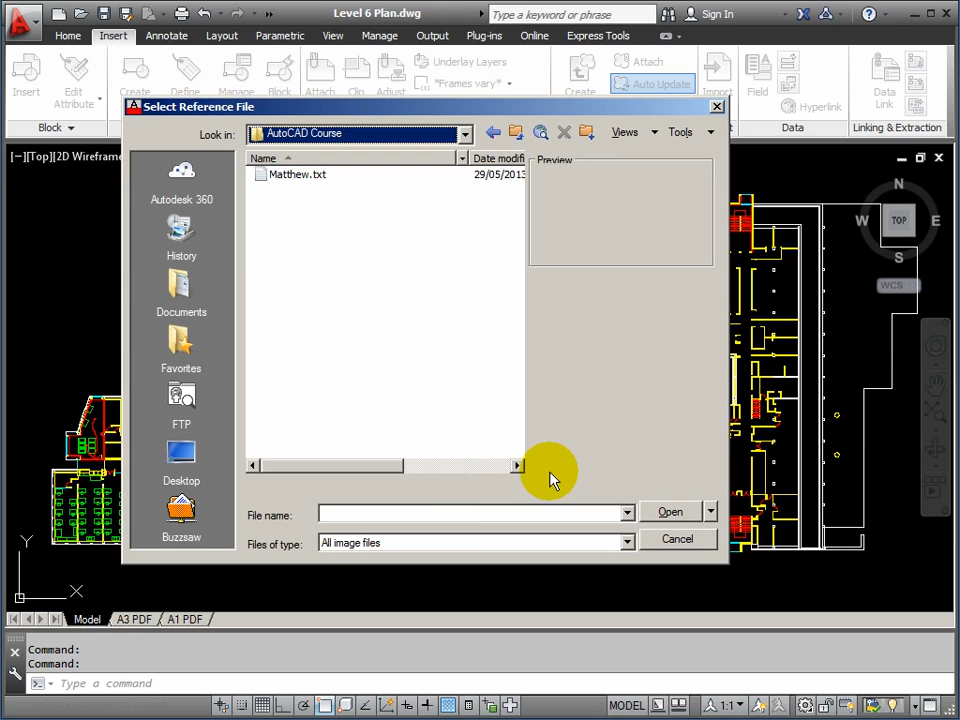 Level 6 Plan.dwg
Type a keyword or phrase
Sign In
Home Insert Annotate Layout Parametric View Manage Output Plug-ins Online Express Tools
Insert
Edit
Attribute
Create
Define
Manage
Block
Attach
Clip
Adjust
Underlay Layers
*Frames vary*
Create
Attach
Auto Update
Import
Field
Hyperlink
Data
Link
Block
Data
Linking & Extraction
Select Reference File
Look in: AutoCAD Course
Views Tools
Name Date modifi
Matthew.txt 29/05/2013
Preview
Autodesk 360
History
Documents
Favorites
FTP
Desktop
Buzzsaw
File name:
Open
Files of type: All image files
Cancel
[−][Top][2D Wirefram
N
W TOP E
S
WCS
Y
X
Model A3 PDF A1 PDF
Command:
Command:
Type a command
MODEL
1:1